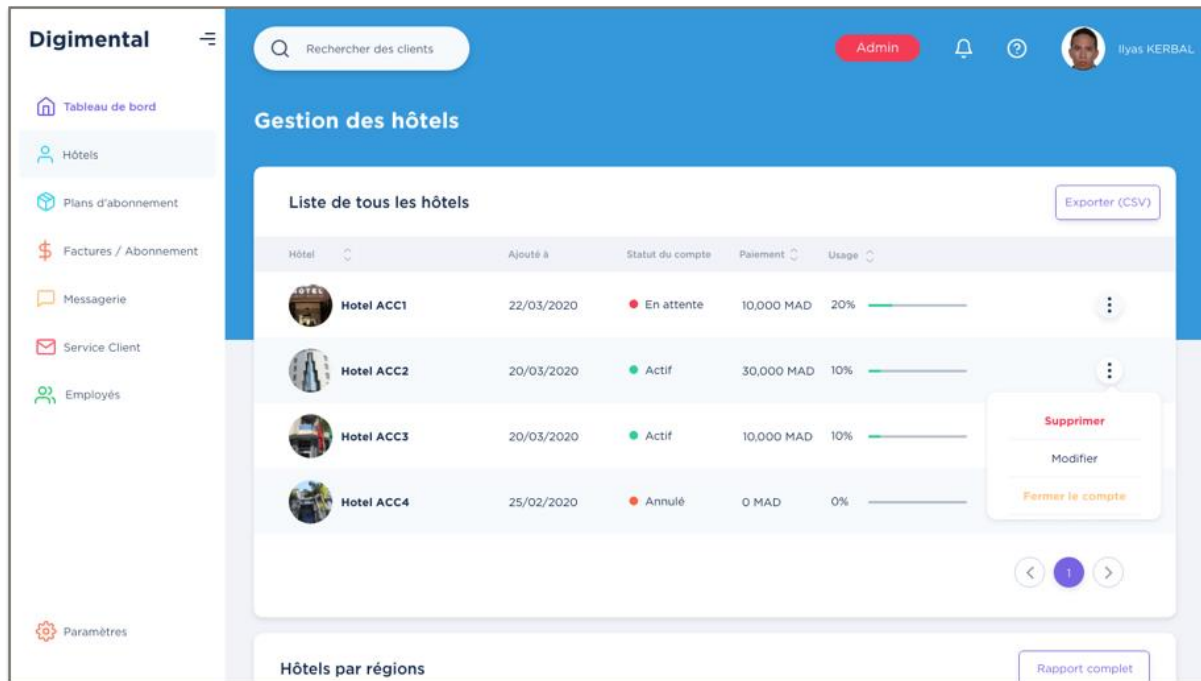 Digimental
Rechercher des clients
Admin
Ilyas KERBAL
Tableau de bord
Hôtels
Plans d'abonnement
Factures / Abonnement
Messagerie
Service Client
Employés
Paramètres
Gestion des hôtels
Liste de tous les hôtels
Exporter (CSV)
Hôtel Ajouté à Statut du compte Paiement Usage
HOTEL
Hotel ACC1 22/03/2020 En attente 10,000 MAD 20%
Hotel ACC2 20/03/2020 Actif 30,000 MAD 10%
Hotel ACC3 20/03/2020 Actif 10,000 MAD 10%
Hotel ACC4 25/02/2020 Annulé 0 MAD 0%
Supprimer
Modifier
Fermer le compte
1
Hôtels par régions
Rapport complet